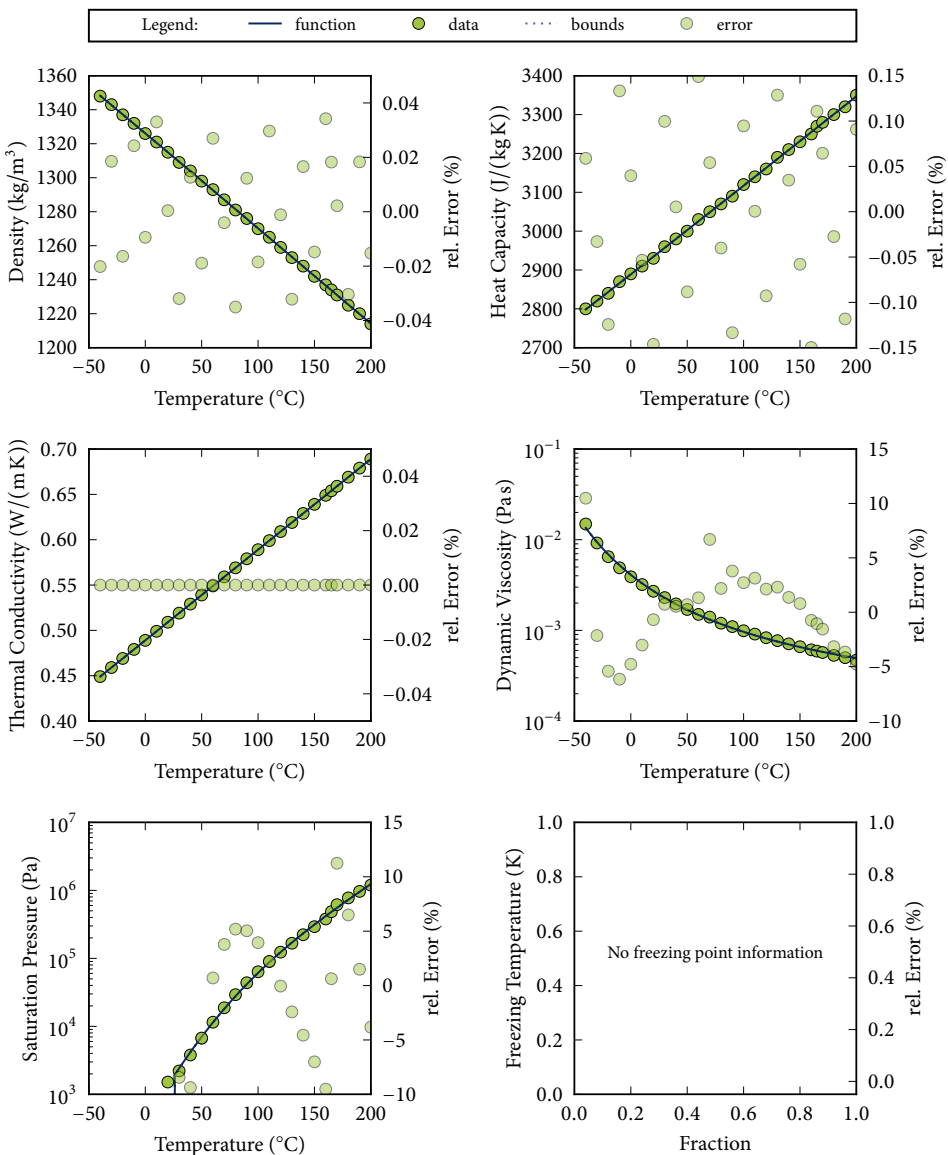 Legend: function data bounds error
1360
1340
1320
1300
1280
1260
1240
1220
1200
Density (kg/m³)
0.04
0.02
0.00
−0.02
−0.04
rel. Error (%)
−50 0 50 100 150 200
Temperature (°C)
3400
3300
3200
3100
3000
2900
2800
2700
Heat Capacity (J/(kg K))
0.15
0.10
0.05
0.00
−0.05
−0.10
−0.15
rel. Error (%)
−50 0 50 100 150 200
Temperature (°C)
0.70
0.65
0.60
0.55
0.50
0.45
0.40
Thermal Conductivity (W/(m K))
0.04
0.02
0.00
−0.02
−0.04
rel. Error (%)
−50 0 50 100 150 200
Temperature (°C)
10⁻¹
10⁻²
10⁻³
10⁻⁴
Dynamic Viscosity (Pa s)
15
10
5
0
−5
−10
rel. Error (%)
−50 0 50 100 150 200
Temperature (°C)
10⁷
10⁶
10⁵
10⁴
10³
Saturation Pressure (Pa)
15
10
5
0
−5
−10
rel. Error (%)
−50 0 50 100 150 200
Temperature (°C)
1.0
0.8
0.6
0.4
0.2
0.0
Freezing Temperature (K)
No freezing point information
1.0
0.8
0.6
0.4
0.2
0.0
rel. Error (%)
0.0 0.2 0.4 0.6 0.8 1.0
Fraction